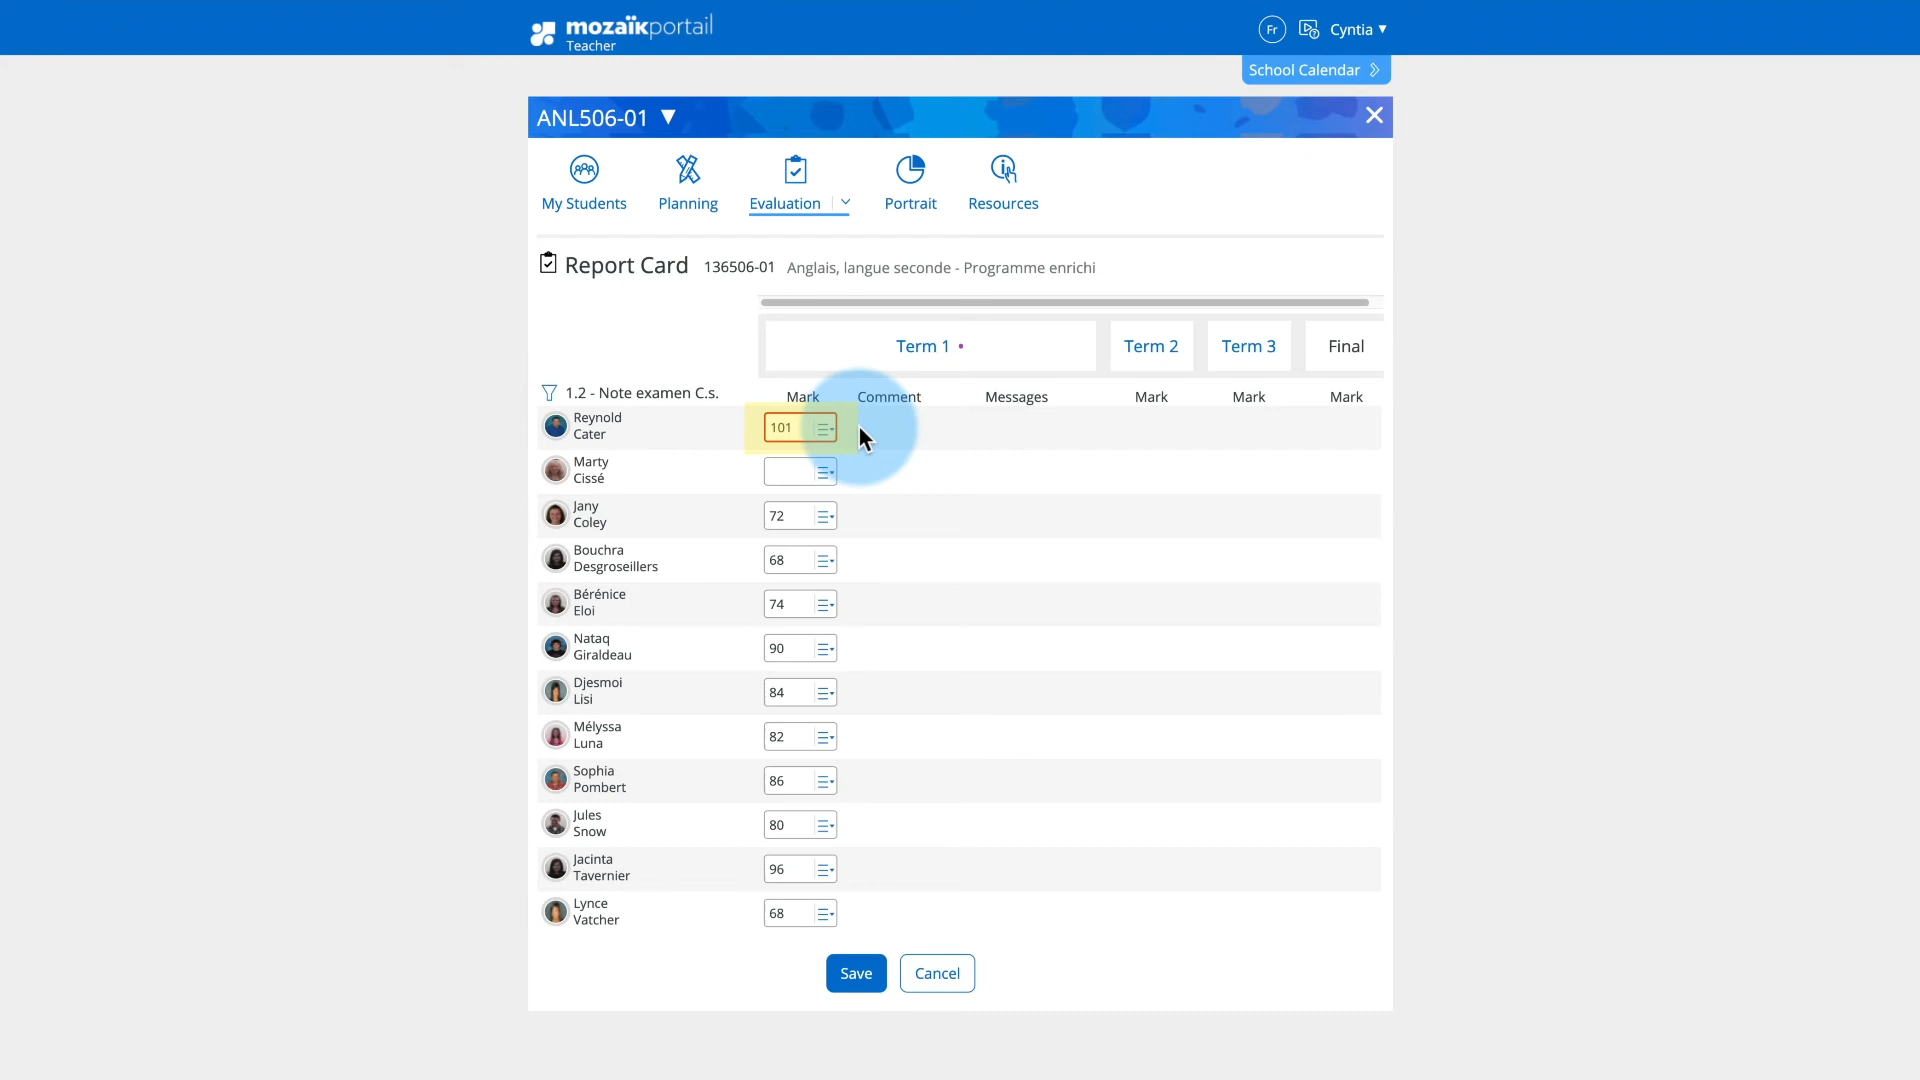 mozaïkportail
Teacher
Fr
Cyntia ▼
School Calendar
ANL506-01 ▼
My Students
Planning
Evaluation
Portrait
Resources
Report Card 136506-01 Anglais, langue seconde - Programme enrichi
Term 1 •
Term 2
Term 3
Final
1.2 - Note examen C.s.
Mark
Comment
Messages
Mark
Mark
Mark
Reynold
Cater
101
Marty
Cissé
Jany
Coley
72
Bouchra
Desgroseillers
68
Bérénice
Eloi
74
Nataq
Giraldeau
90
Djesmoi
Lisi
84
Mélyssa
Luna
82
Sophia
Pombert
86
Jules
Snow
80
Jacinta
Tavernier
96
Lynce
Vatcher
68
Save
Cancel